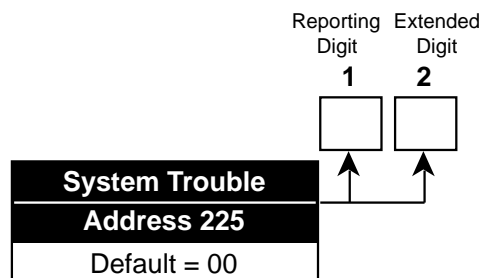 Reporting Extended
Digit Digit
1 2
System Trouble
Address 225
Default = 00